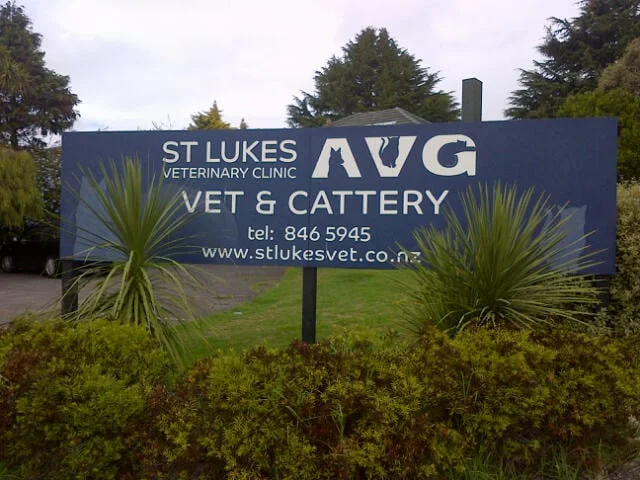 ST LUKES AVG
VETERINARY CLINIC
VET & CATTERY
tel: 846 5945
www.stlukesvet.co.nz